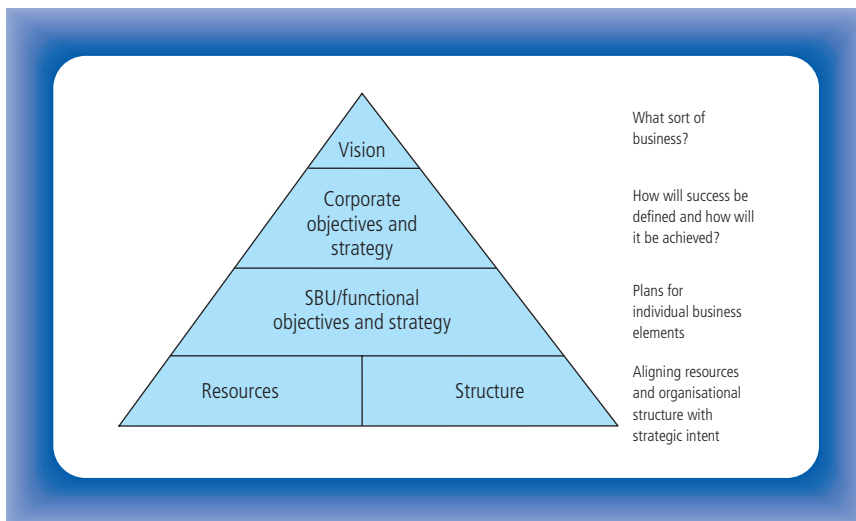 Vision
What sort of
business?
Corporate
objectives and
strategy
How will success be
defined and how will
it be achieved?
SBU/functional
objectives and strategy
Plans for
individual business
elements
Resources
Structure
Aligning resources
and organisational
structure with
strategic intent